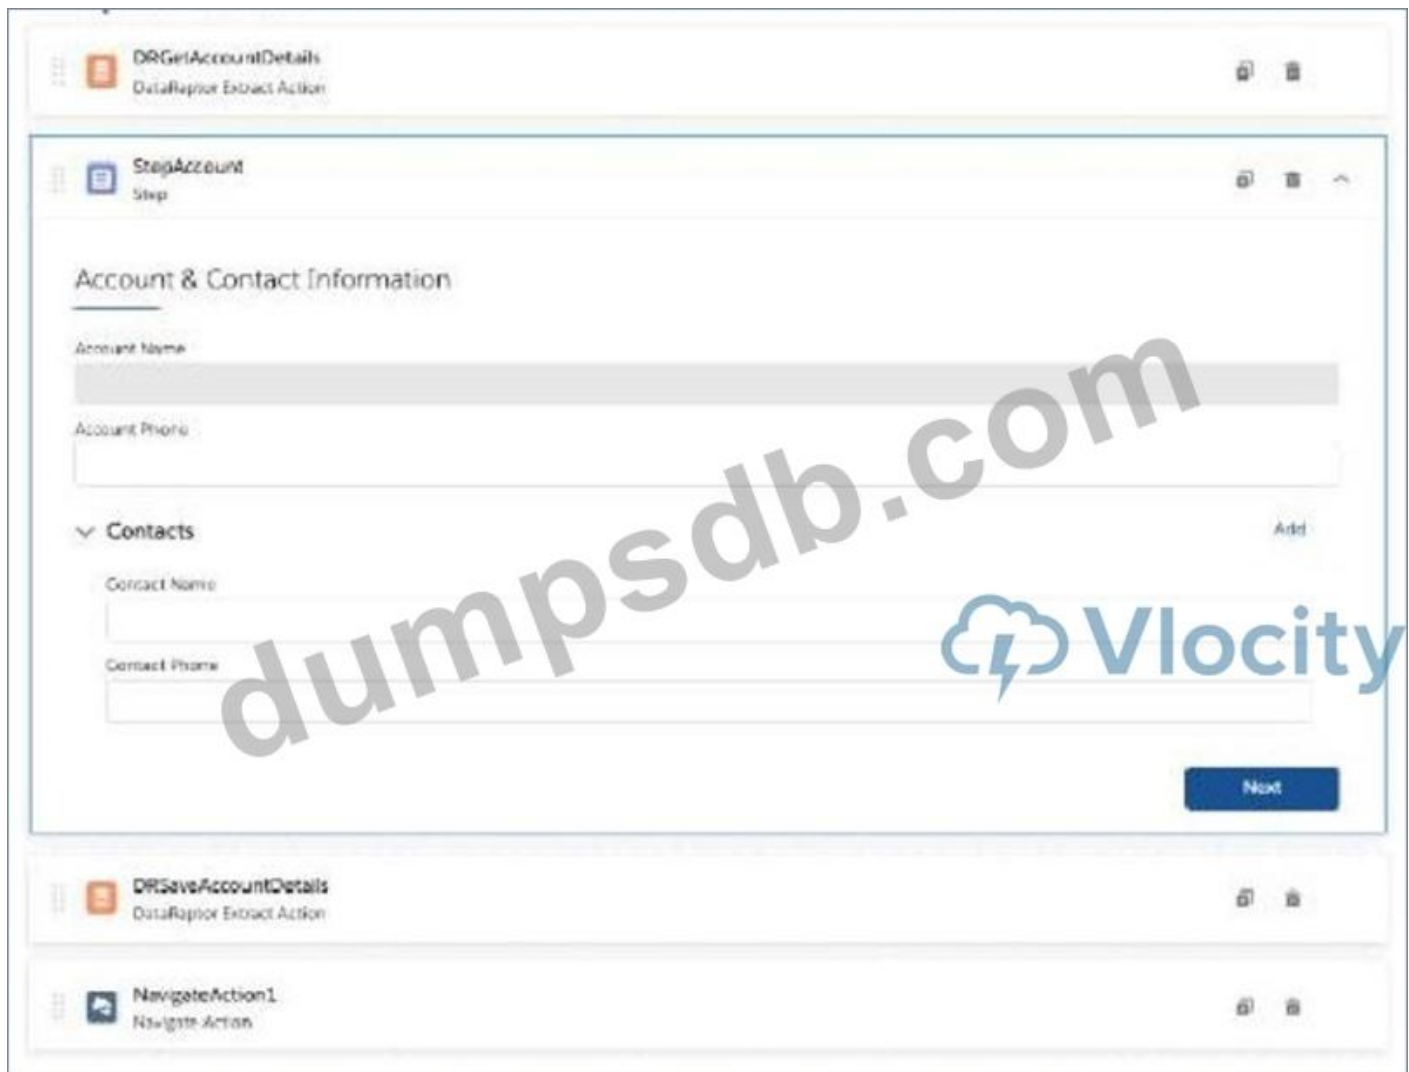 DRGetAccountDetails
DataRaptor Extract Action
StepAccount
Step
Account & Contact Information
Account Name
Account Phone
Contacts
Add
Contact Name
Contact Phone
dumpsdb.com
Vlocity
Next
DRSaveAccountDetails
DataRaptor Extract Action
NavigateAction1
Navigate Action